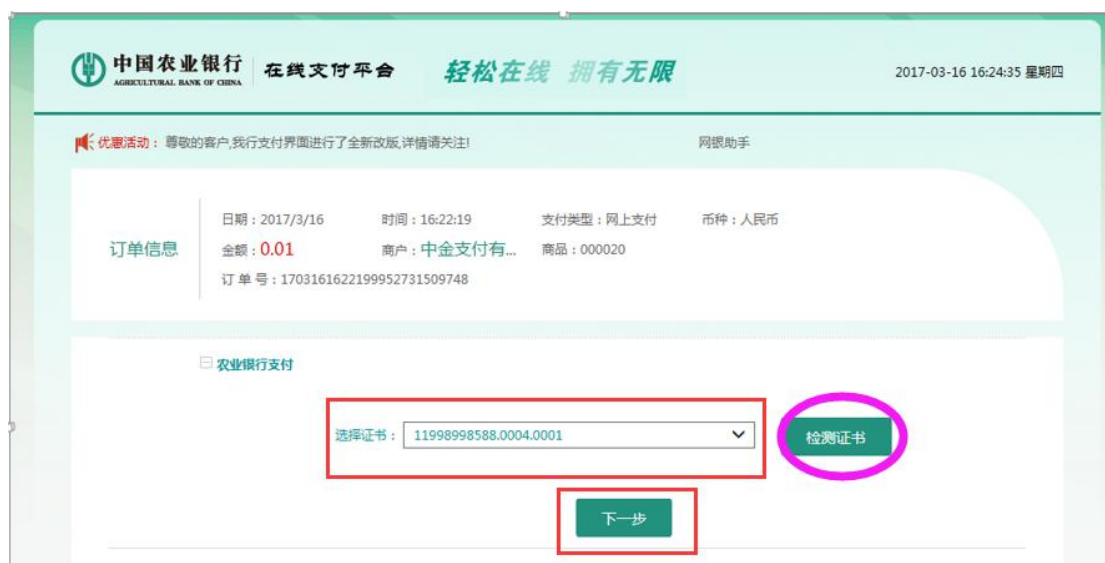 中国农业银行
AGRICULTURAL BANK OF CHINA
在线支付平台
轻松在线 拥有无限
2017-03-16 16:24:35 星期四
优惠活动：尊敬的客户,我行支付界面进行了全新改版,详情请关注!
网银助手
订单信息
日期：2017/3/16 时间：16:22:19 支付类型：网上支付 币种：人民币
金额：0.01 商户：中金支付有... 商品：000020
订 单 号：1703161622199952731509748
农业银行支付
选择证书： 11998998588.0004.0001 检测证书
下一步